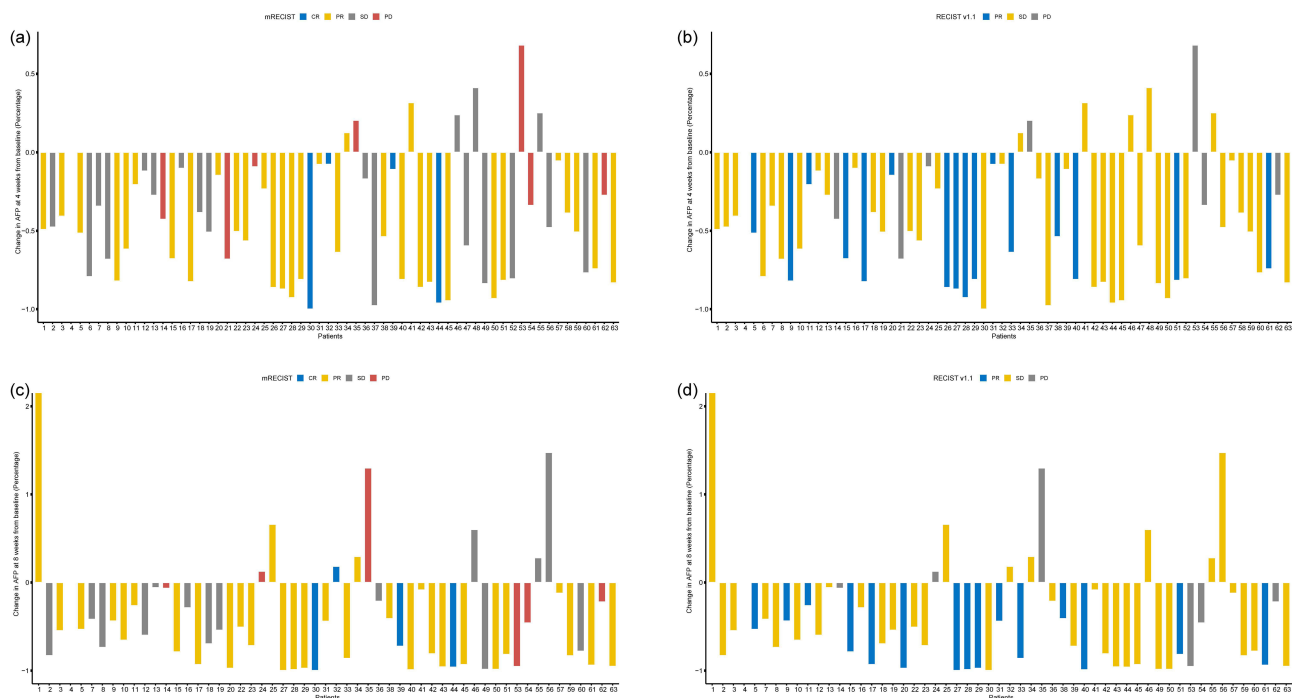 mRECIST CR PR SD PD
(a)
Change in AFP at 4 weeks from baseline (Percentage)
0.5
0.0
−0.5
−1.0
1 2 3 4 5 6 7 8 9 10 11 12 13 14 15 16 17 18 19 20 21 22 23 24 25 26 27 28 29 30 31 32 33 34 35 36 37 38 39 40 41 42 43 44 45 46 47 48 49 50 51 52 53 54 55 56 57 58 59 60 61 62 63
Patients
RECIST v1.1 PR SD PD
(b)
Change in AFP at 4 weeks from baseline (Percentage)
0.5
0.0
−0.5
−1.0
1 2 3 4 5 6 7 8 9 10 11 12 13 14 15 16 17 18 19 20 21 22 23 24 25 26 27 28 29 30 31 32 33 34 35 36 37 38 39 40 41 42 43 44 45 46 47 48 49 50 51 52 53 54 55 56 57 58 59 60 61 62 63
Patients
mRECIST CR PR SD PD
(c)
Change in AFP at 8 weeks from baseline (Percentage)
2
1
0
−1
1 2 3 4 5 7 8 9 10 11 12 13 14 15 16 17 18 19 20 22 23 24 25 27 28 29 30 31 32 33 34 35 36 38 39 40 41 42 43 44 45 46 49 50 51 53 54 55 56 57 58 60 61 62 63
Patients
RECIST v1.1 PR SD PD
(d)
Change in AFP at 8 weeks from baseline (Percentage)
2
1
0
−1
1 2 3 4 5 7 8 9 10 11 12 13 14 15 16 17 18 19 20 22 23 24 25 27 28 29 30 31 32 33 34 35 36 38 39 40 41 42 43 44 45 46 49 50 51 53 54 55 56 57 58 60 61 62 63
Patients